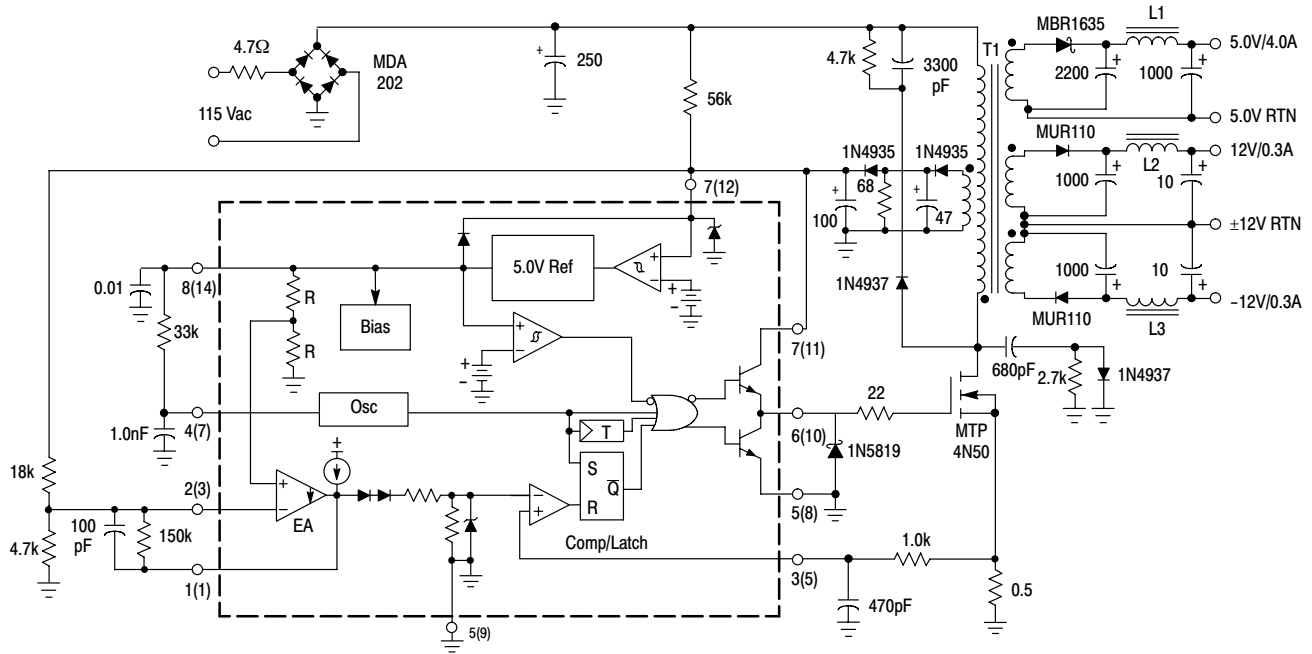 L1
MBR1635
5.0V/4.0A
T1
4.7Ω
MDA
202
+
250
4.7k
3300
pF
2200
+
1000
+
5.0V RTN
115 Vac
56k
MUR110
12V/0.3A
1N4935
1N4935
L2
7(12)
68
1000
+
10
+
+
100
+
47
±12V RTN
0.01
8(14)
5.0V Ref
+
–
+
–
1N4937
1000
+
10
+
–12V/0.3A
33k
R
Bias
MUR110
L3
R
+
–
+
–
7(11)
680pF
2.7k
1N4937
Osc
22
4(7)
1.0nF
T
6(10)
MTP
4N50
+
1N5819
18k
S
Q
R
2(3)
+
–
–
+
5(8)
EA
100
pF
150k
Comp/Latch
1.0k
4.7k
3(5)
1(1)
0.5
470pF
5(9)